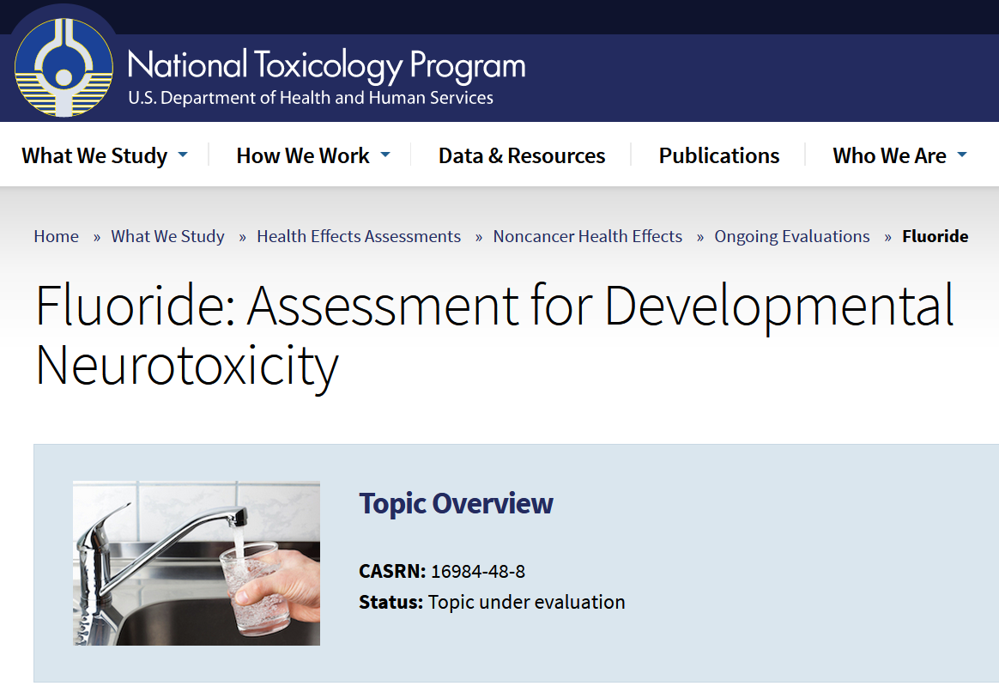 National Toxicology Program
U.S. Department of Health and Human Services
What We Study
How We Work
Data & Resources
Publications
Who We Are
Home » What We Study » Health Effects Assessments » Noncancer Health Effects » Ongoing Evaluations » Fluoride
Fluoride: Assessment for Developmental
Neurotoxicity
Topic Overview
CASRN: 16984-48-8
Status: Topic under evaluation